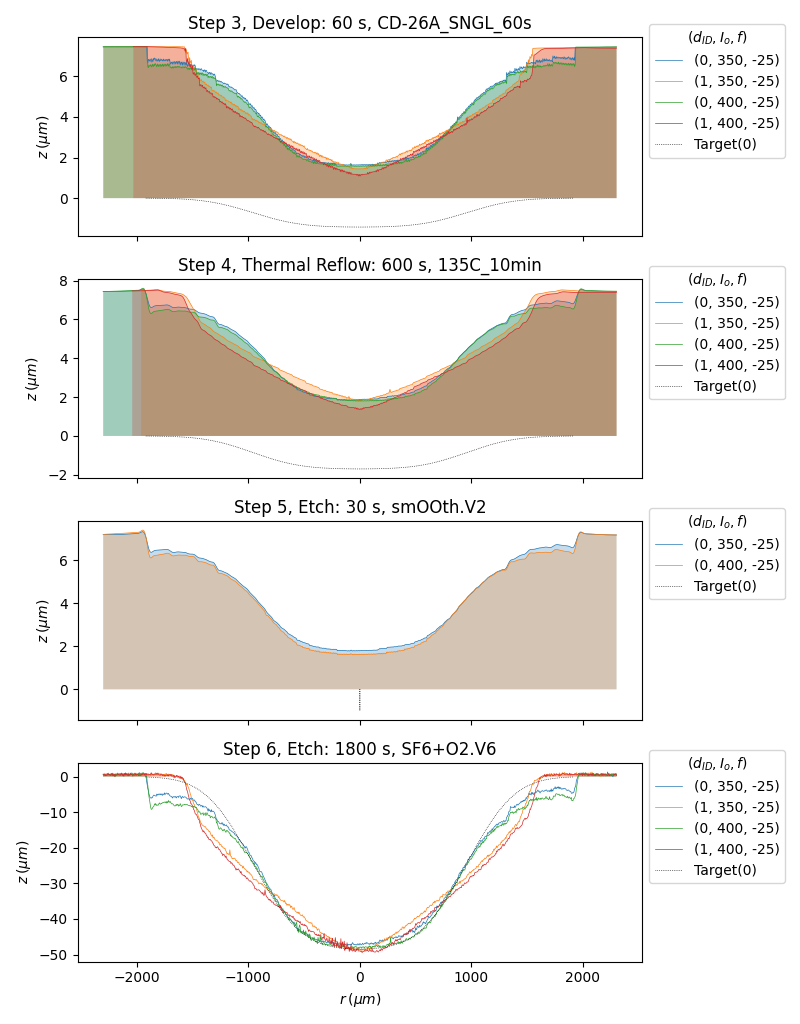 Step 3, Develop: 60 s, CD-26A_SNGL_60s
z (μm)
6
4
2
0
(d_ID, I_o, f)
(0, 350, -25)
(1, 350, -25)
(0, 400, -25)
(1, 400, -25)
Target(0)
Step 4, Thermal Reflow: 600 s, 135C_10min
z (μm)
8
6
4
2
0
−2
(d_ID, I_o, f)
(0, 350, -25)
(1, 350, -25)
(0, 400, -25)
(1, 400, -25)
Target(0)
Step 5, Etch: 30 s, smOOth.V2
z (μm)
6
4
2
0
(d_ID, I_o, f)
(0, 350, -25)
(0, 400, -25)
Target(0)
Step 6, Etch: 1800 s, SF6+O2.V6
z (μm)
0
−10
−20
−30
−40
−50
(d_ID, I_o, f)
(0, 350, -25)
(1, 350, -25)
(0, 400, -25)
(1, 400, -25)
Target(0)
−2000 −1000 0 1000 2000
r (μm)